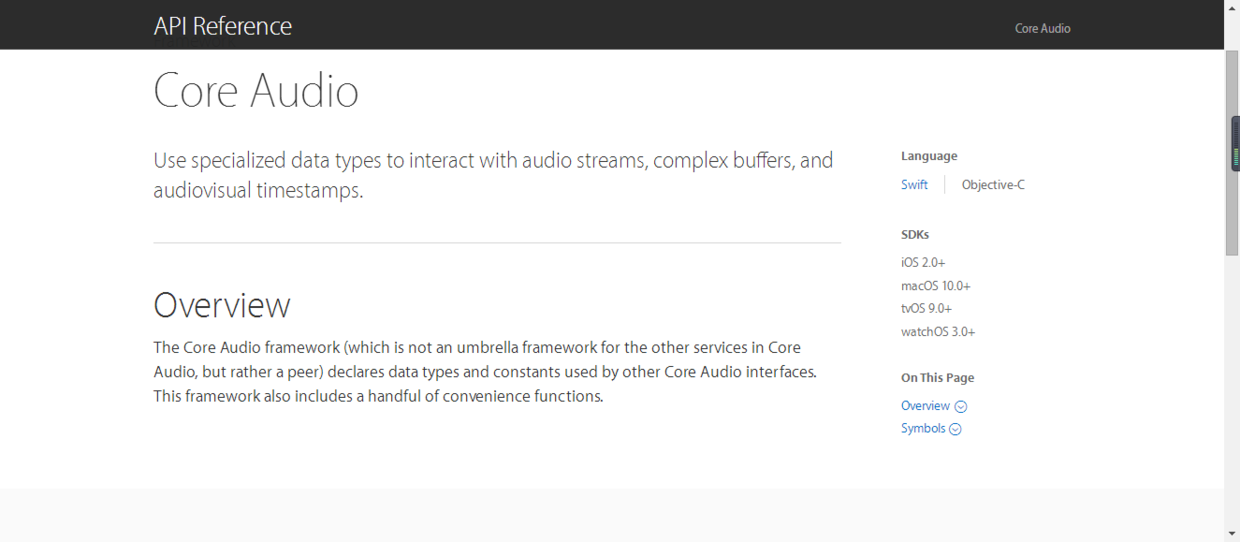 API Reference
Core Audio
Core Audio
Use specialized data types to interact with audio streams, complex buffers, and
audiovisual timestamps.
Language
Swift
Objective-C
SDKs
iOS 2.0+
macOS 10.0+
tvOS 9.0+
watchOS 3.0+
On This Page
Overview
Symbols
Overview
The Core Audio framework (which is not an umbrella framework for the other services in Core
Audio, but rather a peer) declares data types and constants used by other Core Audio interfaces.
This framework also includes a handful of convenience functions.